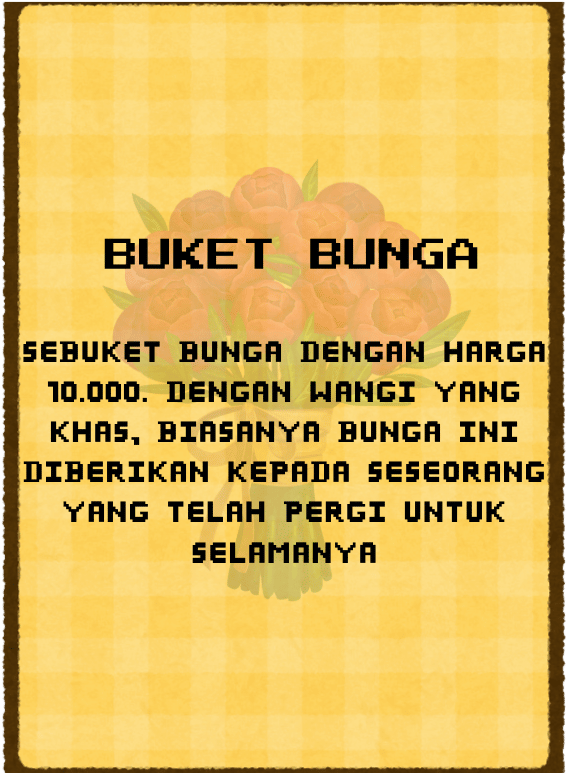 BUKET BUNGA
SEBUKET BUNGA DENGAN HARGA
10.000. DENGAN WANGI YANG
KHAS, BIASANYA BUNGA INI
DIBERIKAN KEPADA SESEORANG
YANG TELAH PERGI UNTUK
SELAMANYA